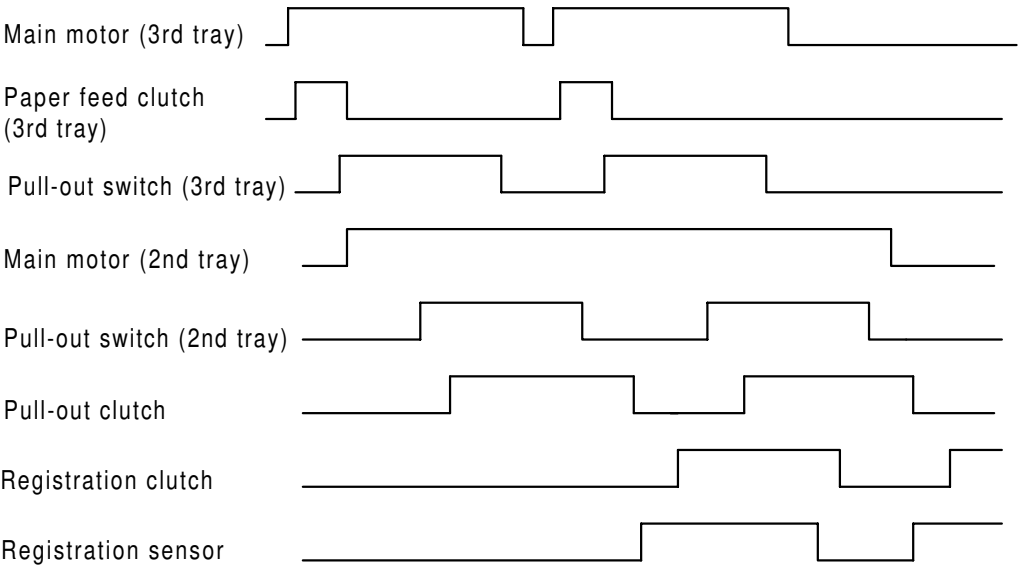 Main motor (3rd tray)
Paper feed clutch
(3rd tray)
Pull-out switch (3rd tray)
Main motor (2nd tray)
Pull-out switch (2nd tray)
Pull-out clutch
Registration clutch
Registration sensor